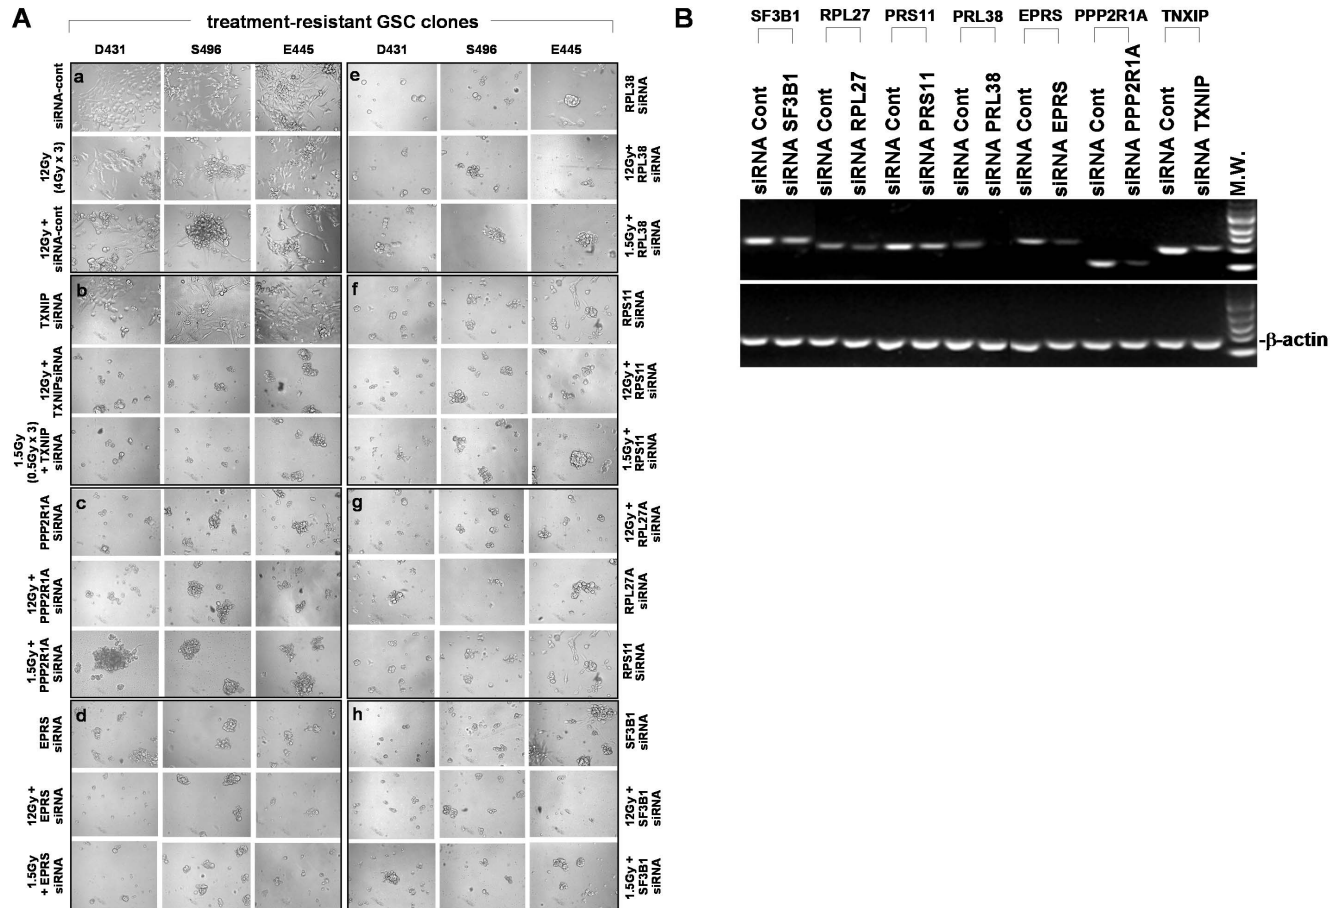 A
treatment-resistant GSC clones
D431
S496
E445
D431
S496
E445
a
siRNA-cont
12Gy
(4Gy x 3)
12Gy +
siRNA-cont
b
TXNIP
siRNA
12Gy +
TXNIPsiRNA
1.5Gy
(0.5Gy x 3)
+ TXNIP
siRNA
c
PPP2R1A
SiRNA
12Gy +
PPP2R1A
SiRNA
1.5Gy +
PPP2R1A
SiRNA
d
EPRS
siRNA
12Gy +
EPRS
siRNA
1.5Gy
+ EPRS
siRNA
e
RPL38
SiRNA
12Gy+
RPL38
siRNA
1.5Gy +
RPL38
siRNA
f
RPS11
SiRNA
12Gy +
RPS11
siRNA
1.5Gy +
RPS11
siRNA
g
12Gy +
RPL27A
siRNA
RPL27A
siRNA
RPS11
SiRNA
h
SF3B1
siRNA
12Gy +
SF3B1
siRNA
1.5Gy +
SF3B1
siRNA
B
SF3B1
RPL27
PRS11
PRL38
EPRS
PPP2R1A
TNXIP
siRNA Cont
siRNA SF3B1
siRNA Cont
siRNA RPL27
siRNA Cont
siRNA PRS11
siRNA Cont
siRNA PRL38
siRNA Cont
siRNA EPRS
siRNA Cont
siRNA PPP2R1A
siRNA Cont
siRNA TXNIP
M.W.
-β-actin